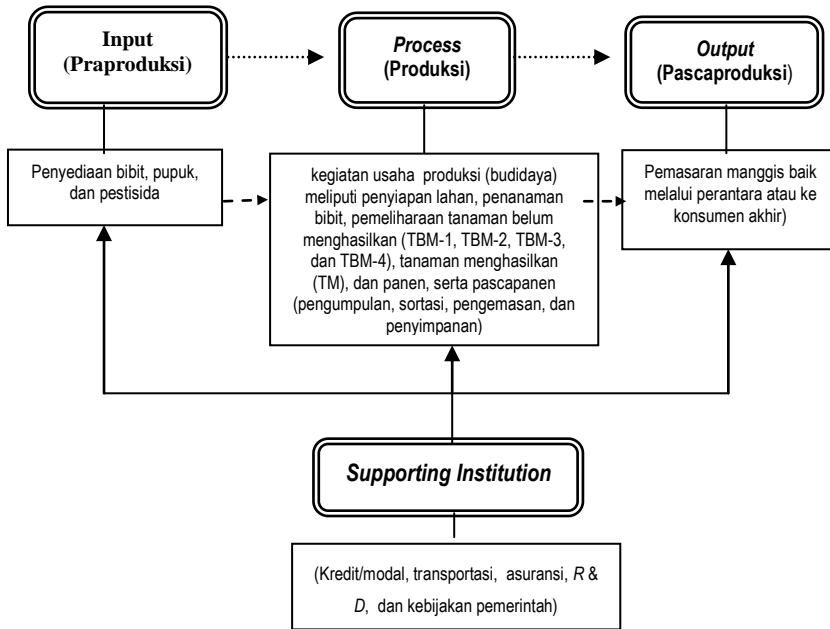 Input
(Praproduksi)
Process
(Produksi)
Output
(Pascaproduksi)
Penyediaan bibit, pupuk,
dan pestisida
kegiatan usaha produksi (budidaya)
meliputi penyiapan lahan, penanaman
bibit, pemeliharaan tanaman belum
menghasilkan (TBM-1, TBM-2, TBM-3,
dan TBM-4), tanaman menghasilkan
(TM), dan panen, serta pascapanen
(pengumpulan, sortasi, pengemasan, dan
penyimpanan)
Pemasaran manggis baik
melalui perantara atau ke
konsumen akhir)
Supporting Institution
(Kredit/modal, transportasi, asuransi, R &
D, dan kebijakan pemerintah)